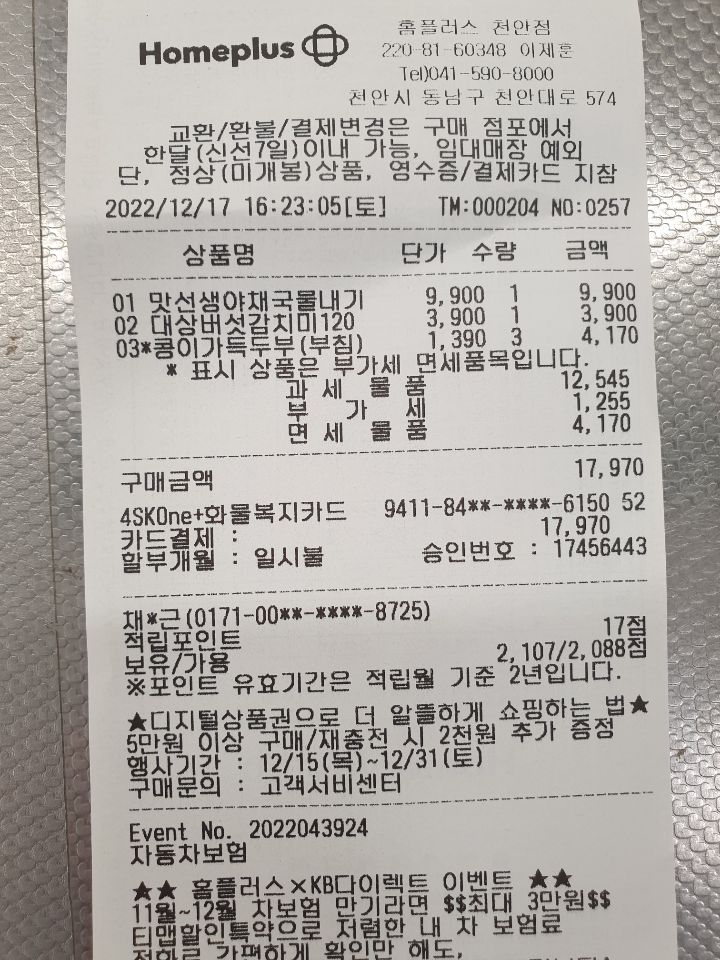 Homeplus
홈플러스 천안점
220-81-60348 이제훈
Tel)041-590-8000
천안시 동남구 천안대로 574
교환/환불/결제변경은 구매 점포에서
한달(신선7일)이내 가능, 임대매장 예외
단, 정상(미개봉)상품, 영수증/결제카드 지참
2022/12/17 16:23:05[토] TM:000204 NO:0257
상품명 단가 수량 금액
01 맛선생야채국물내기 9,900 1 9,900
02 대상버섯감치미120 3,900 1 3,900
03*콩이가득두부(부침) 1,390 3 4,170
* 표시 상품은 부가세 면세품목입니다.
과 세 물 품 12,545
부 가 세 1,255
면 세 물 품 4,170
구매금액 17,970
4SKOne+화물복지카드 9411-84**-****-6150 52
카드결제 : 17,970
할부개월 : 일시불 승인번호 : 17456443
채*근(0171-00**-****-8725)
적립포인트 17점
보유/가용 2,107/2,088점
※포인트 유효기간은 적립월 기준 2년입니다.
★디지털상품권으로 더 알뜰하게 쇼핑하는 법★
5만원 이상 구매/재충전 시 2천원 추가 증정
행사기간 : 12/15(목)~12/31(토)
구매문의 : 고객서비센터
Event No. 2022043924
자동차보험
★★ 홈플러스×KB다이렉트 이벤트 ★★
11월~12월 차보험 만기라면 $$최대 3만원$$
티맵할인특약으로 저렴한 내 차 보험료
전화로 간편하게 확인만 해도,